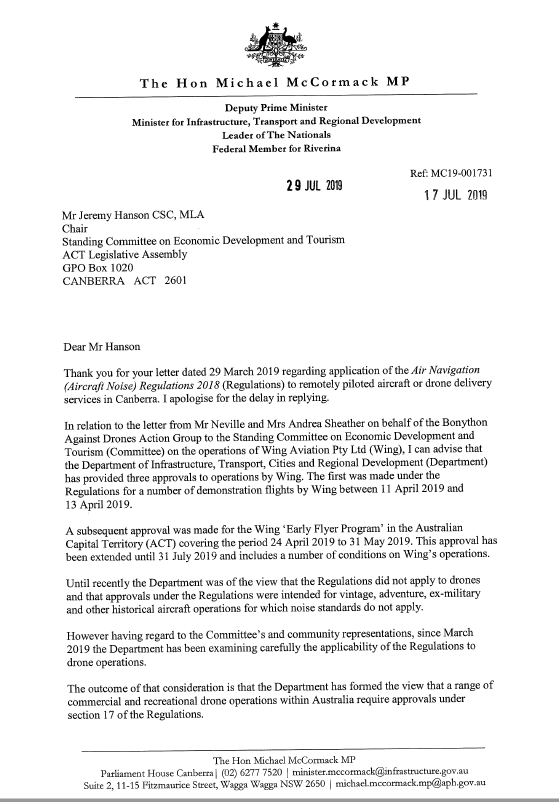 The Hon Michael McCormack MP
Deputy Prime Minister
Minister for Infrastructure, Transport and Regional Development
Leader of The Nationals
Federal Member for Riverina
Ref: MC19-001731
29 JUL 2019
17 JUL 2019
Mr Jeremy Hanson CSC, MLA
Chair
Standing Committee on Economic Development and Tourism
ACT Legislative Assembly
GPO Box 1020
CANBERRA ACT 2601
Dear Mr Hanson
Thank you for your letter dated 29 March 2019 regarding application of the Air Navigation
(Aircraft Noise) Regulations 2018 (Regulations) to remotely piloted aircraft or drone delivery
services in Canberra. I apologise for the delay in replying.
In relation to the letter from Mr Neville and Mrs Andrea Sheather on behalf of the Bonython
Against Drones Action Group to the Standing Committee on Economic Development and
Tourism (Committee) on the operations of Wing Aviation Pty Ltd (Wing), I can advise that
the Department of Infrastructure, Transport, Cities and Regional Development (Department)
has provided three approvals to operations by Wing. The first was made under the
Regulations for a number of demonstration flights by Wing between 11 April 2019 and
13 April 2019.
A subsequent approval was made for the Wing 'Early Flyer Program' in the Australian
Capital Territory (ACT) covering the period 24 April 2019 to 31 May 2019. This approval has
been extended until 31 July 2019 and includes a number of conditions on Wing's operations.
Until recently the Department was of the view that the Regulations did not apply to drones
and that approvals under the Regulations were intended for vintage, adventure, ex-military
and other historical aircraft operations for which noise standards do not apply.
However having regard to the Committee's and community representations, since March
2019 the Department has been examining carefully the applicability of the Regulations to
drone operations.
The outcome of that consideration is that the Department has formed the view that a range of
commercial and recreational drone operations within Australia require approvals under
section 17 of the Regulations.
The Hon Michael McCormack MP
Parliament House Canberra | (02) 6277 7520 | minister.mccormack@infrastructure.gov.au
Suite 2, 11-15 Fitzmaurice Street, Wagga Wagga NSW 2650 | michael.mccormack.mp@aph.gov.au